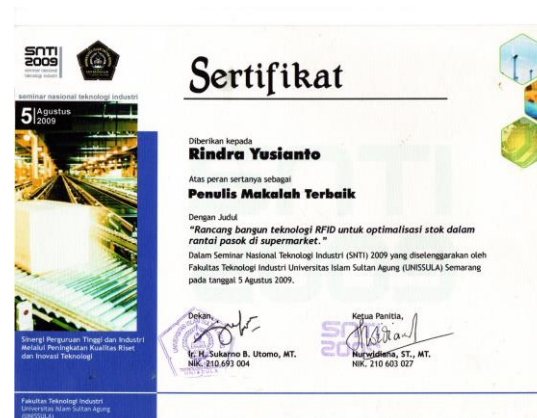 SNTI
2009
seminar nasional
teknologi industri
seminar nasional teknologi industri
5 Agustus
2009
Sertifikat
Diberikan kepada
Rindra Yusianto
Atas peran sertanya sebagai
Penulis Makalah Terbaik
Dengan Judul
"Rancang bangun teknologi RFID untuk optimalisasi stok dalam
rantai pasok di supermarket."
Dalam Seminar Nasional Teknologi Industri (SNTI) 2009 yang diselenggarakan oleh
Fakultas Teknologi Industri Universitas Islam Sultan Agung (UNISSULA) Semarang
pada tanggal 5 Agustus 2009.
Dekan,
Ir. H. Sukarno B. Utomo, MT.
NIK. 210 693 004
Ketua Panitia,
Nurwidiana, ST., MT.
NIK. 210 603 027
Sinergi Perguruan Tinggi dan Industri
Melalui Peningkatan Kualitas Riset
dan Inovasi Teknologi
Fakultas Teknologi Industri
Universitas Islam Sultan Agung
(UNISSULA)